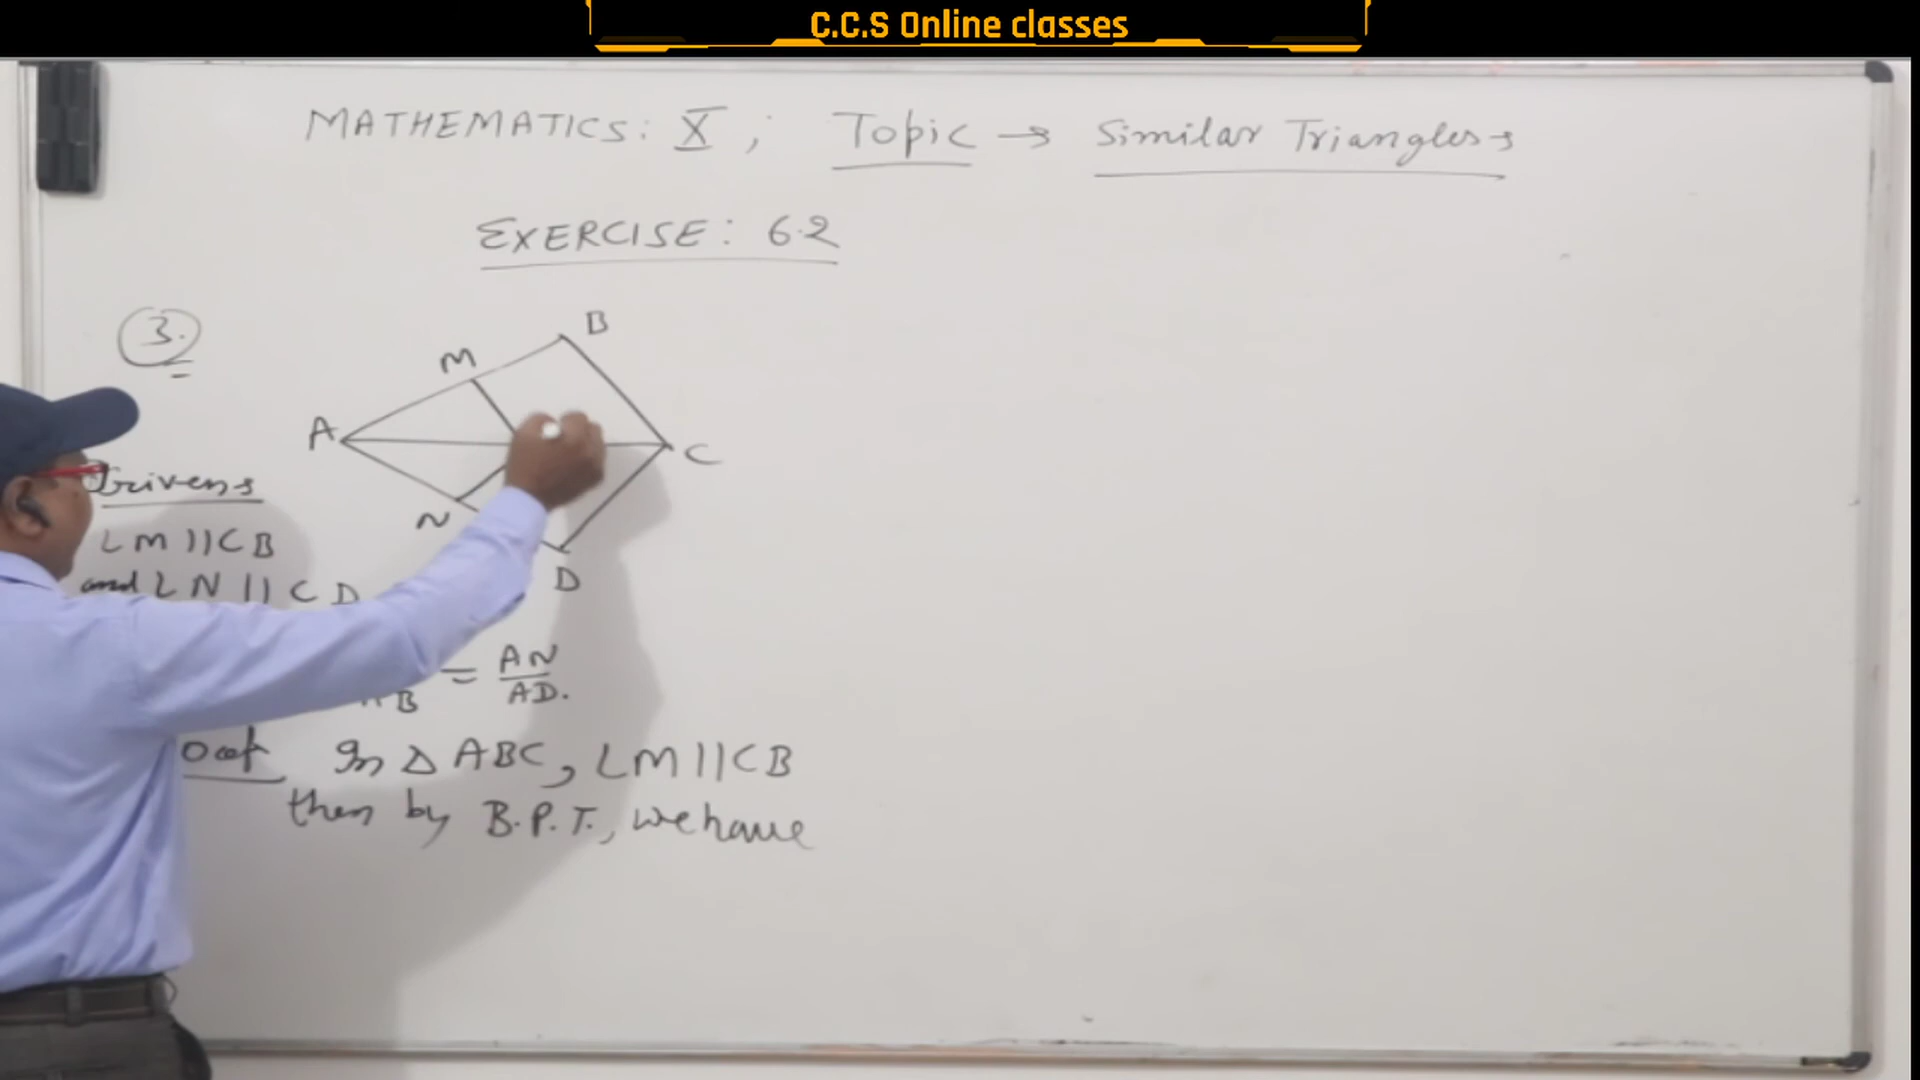 C.C.S Online classes
MATHEMATICS: X ; Topic → Similar Triangles →
EXERCISE: 6.2
3.
B
M
A
C
N
D
Given →
LM || CB
and LN || CD
B = AN
AD.
In Δ ABC, LM || CB
then by B.P.T., we have